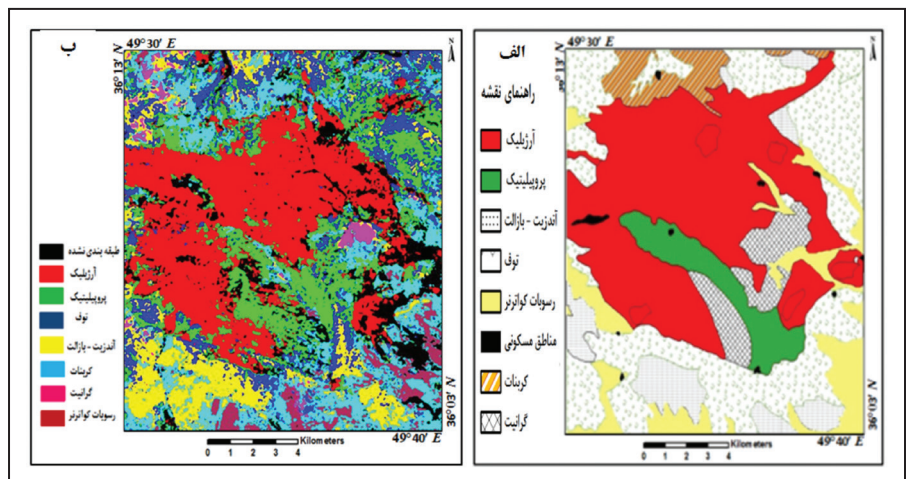 الف
49° 30' E
N
36° 13' N
راهنمای نقشه
آرژیلیک
پروپیلیتیک
آندزیت - بازالت
توف
رسوبات کواترنر
مناطق مسکونی
کربنات
گرانیت
36° 03' N
49° 40' E
Kilometers
0 1 2 3 4
ب
49° 30' E
N
36° 13' N
طبقه بندی نشده
آرژیلیک
پروپیلیتیک
توف
آندزیت - بازالت
کربنات
گرانیت
رسوبات کواترنر
36° 03' N
49° 40' E
Kilometers
0 1 2 3 4